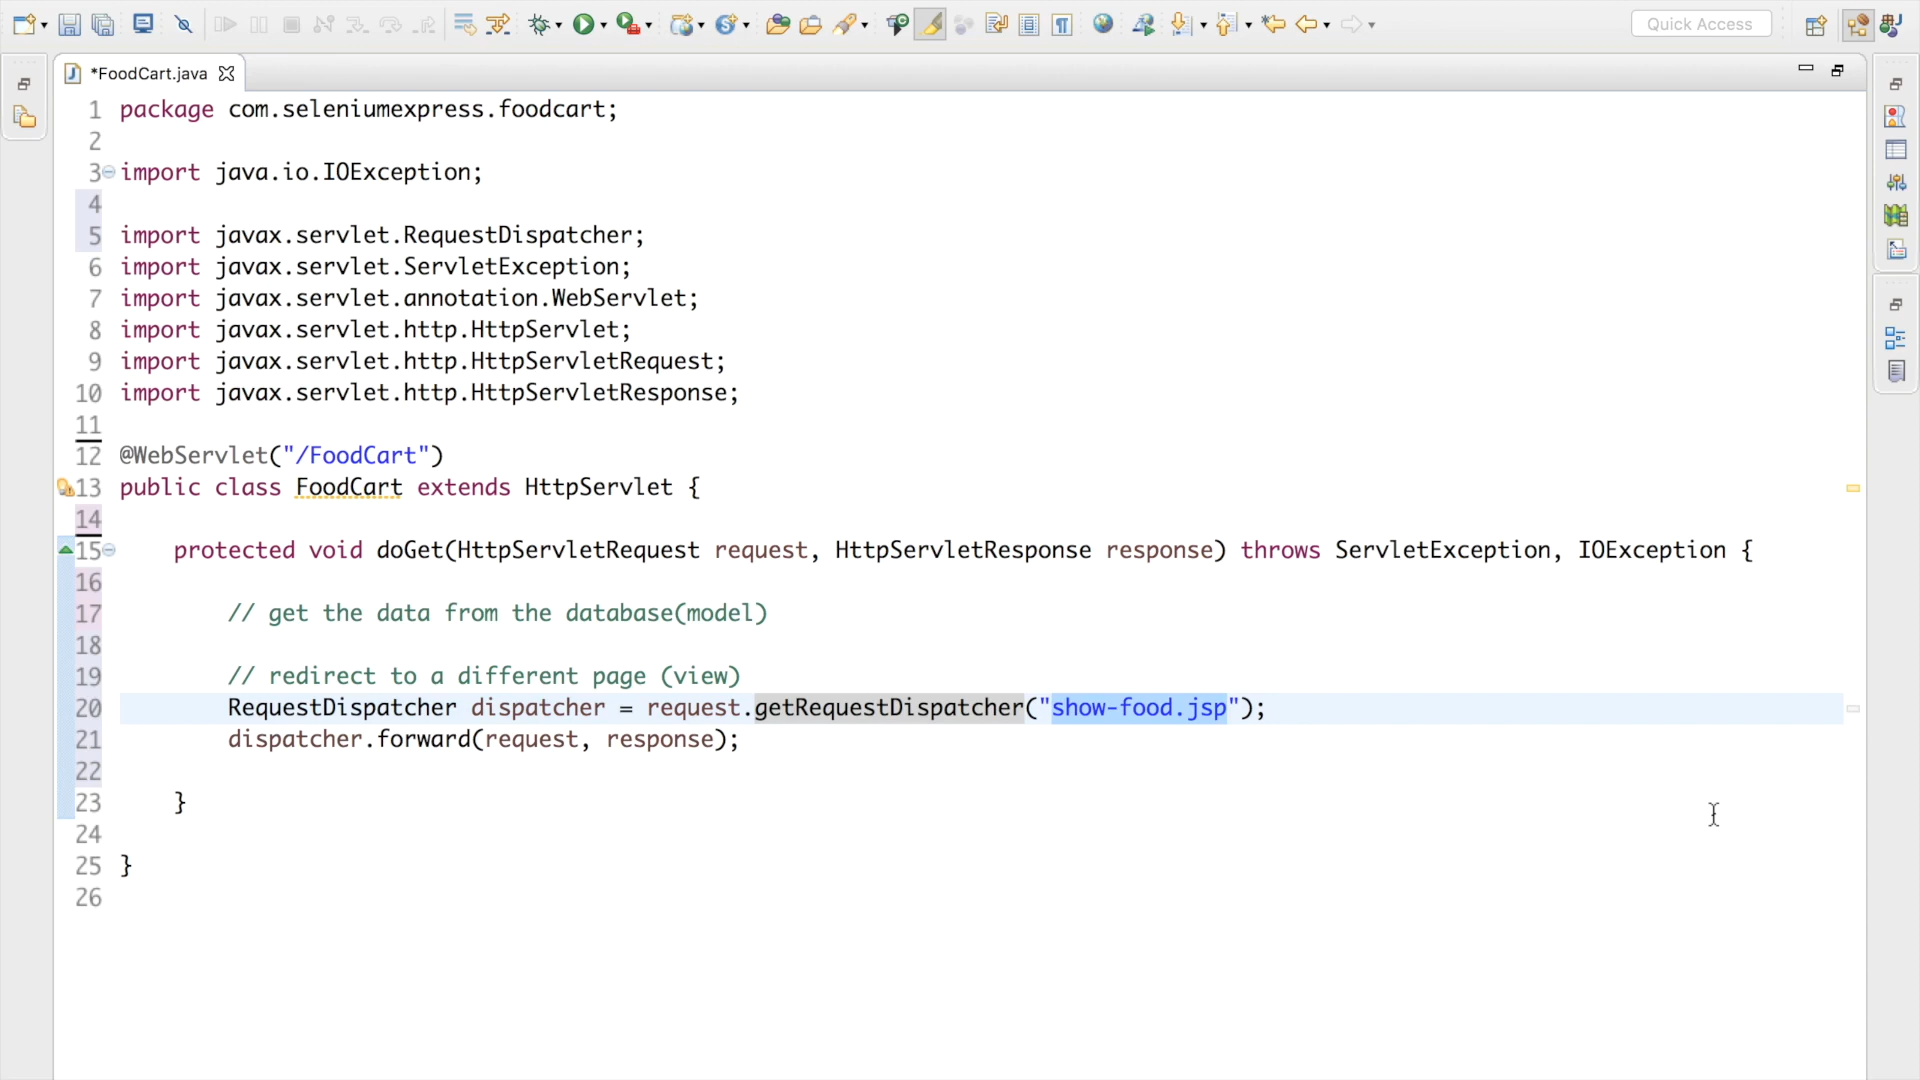 Quick Access
*FoodCart.java
1 package com.seleniumexpress.foodcart;
2
3 import java.io.IOException;
4
5 import javax.servlet.RequestDispatcher;
6 import javax.servlet.ServletException;
7 import javax.servlet.annotation.WebServlet;
8 import javax.servlet.http.HttpServlet;
9 import javax.servlet.http.HttpServletRequest;
10 import javax.servlet.http.HttpServletResponse;
11
12 @WebServlet("/FoodCart")
13 public class FoodCart extends HttpServlet {
14
15 protected void doGet(HttpServletRequest request, HttpServletResponse response) throws ServletException, IOException {
16
17 // get the data from the database(model)
18
19 // redirect to a different page (view)
20 RequestDispatcher dispatcher = request.getRequestDispatcher("show-food.jsp");
21 dispatcher.forward(request, response);
22
23 }
24
25 }
26